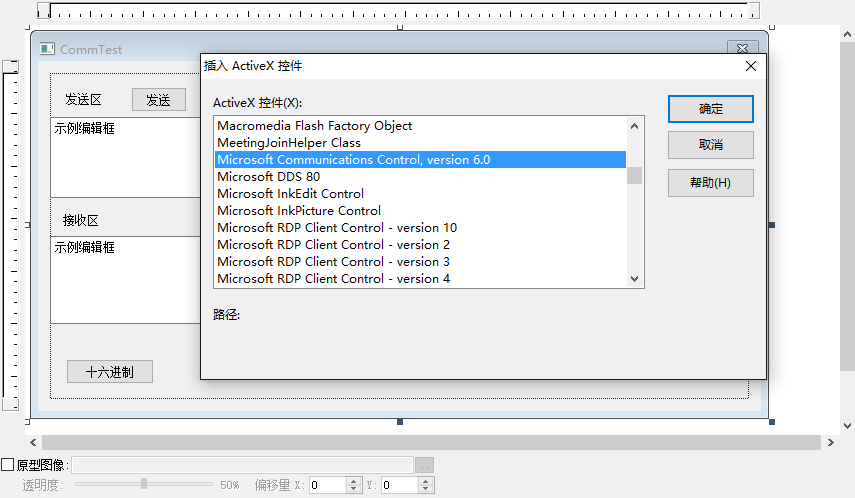 CommTest
插入 ActiveX 控件
发送区
发送
ActiveX 控件(X):
确定
示例编辑框
Macromedia Flash Factory Object
MeetingJoinHelper Class
取消
Microsoft Communications Control, version 6.0
Microsoft DDS 80
帮助(H)
Microsoft InkEdit Control
Microsoft InkPicture Control
接收区
Microsoft RDP Client Control - version 10
示例编辑框
Microsoft RDP Client Control - version 2
Microsoft RDP Client Control - version 3
Microsoft RDP Client Control - version 4
路径:
十六进制
原型图像:
..
透明度: 50% 偏移量 X: 0 Y: 0